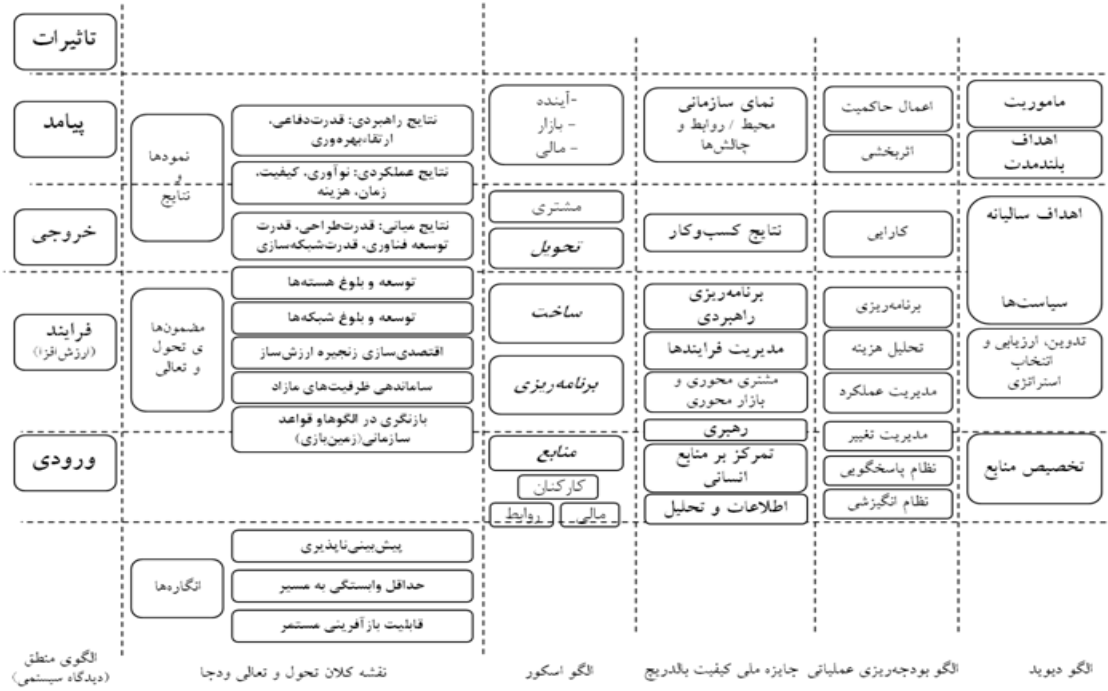 تاثیرات
پیامد
خروجی
فرایند
(ارزش‌افزا)
ورودی
الگوی منطق
(دیدگاه سیستمی)
نمودها
و
نتایج
مضمون‌ها
ی تحول
و تعالی
انگاره‌ها
نتایج راهبردی: قدرت‌دفاعی،
ارتقاءبهره‌وری
نتایج عملکردی: نوآوری، کیفیت،
زمان، هزینه
نتایج میانی: قدرت‌طراحی، قدرت
توسعه فناوری، قدرت‌شبکه‌سازی
توسعه و بلوغ هسته‌ها
توسعه و بلوغ شبکه‌ها
اقتصدی‌سازی زنجیره ارزش‌ساز
ساماندهی ظرفیت‌های مازاد
بازنگری در الگوهاو قواعد
سازمانی(زمین‌بازی)
پیش‌بینی‌ناپذیری
حداقل وابستگی به مسیر
قابلیت بازآفرینی مستمر
نقشه کلان تحول و تعالی ودجا
-آینده
- بازار
- مالی
مشتری
تحویل
ساخت
برنامه‌ریزی
منابع
کارکنان
مالی
روابط
الگو اسکور
نمای سازمانی
محیط / روابط و
چالش‌ها
نتایج کسب‌وکار
برنامه‌ریزی
راهبردی
مدیریت فرایندها
مشتری محوری و
بازار محوری
رهبری
تمرکز بر منابع
انسانی
اطلاعات و تحلیل
جایزه ملی کیفیت بالدریج
اعمال حاکمیت
اثربخشی
کارایی
برنامه‌ریزی
تحلیل هزینه
مدیریت عملکرد
مدیریت تغییر
نظام پاسخگویی
نظام انگیزشی
الگو بودجه‌ریزی عملیاتی
ماموریت
اهداف
بلندمدت
اهداف سالیانه
سیاست‌ها
تدوین، ارزیابی و
انتخاب
استراتژی
تخصیص منابع
الگو دیوید